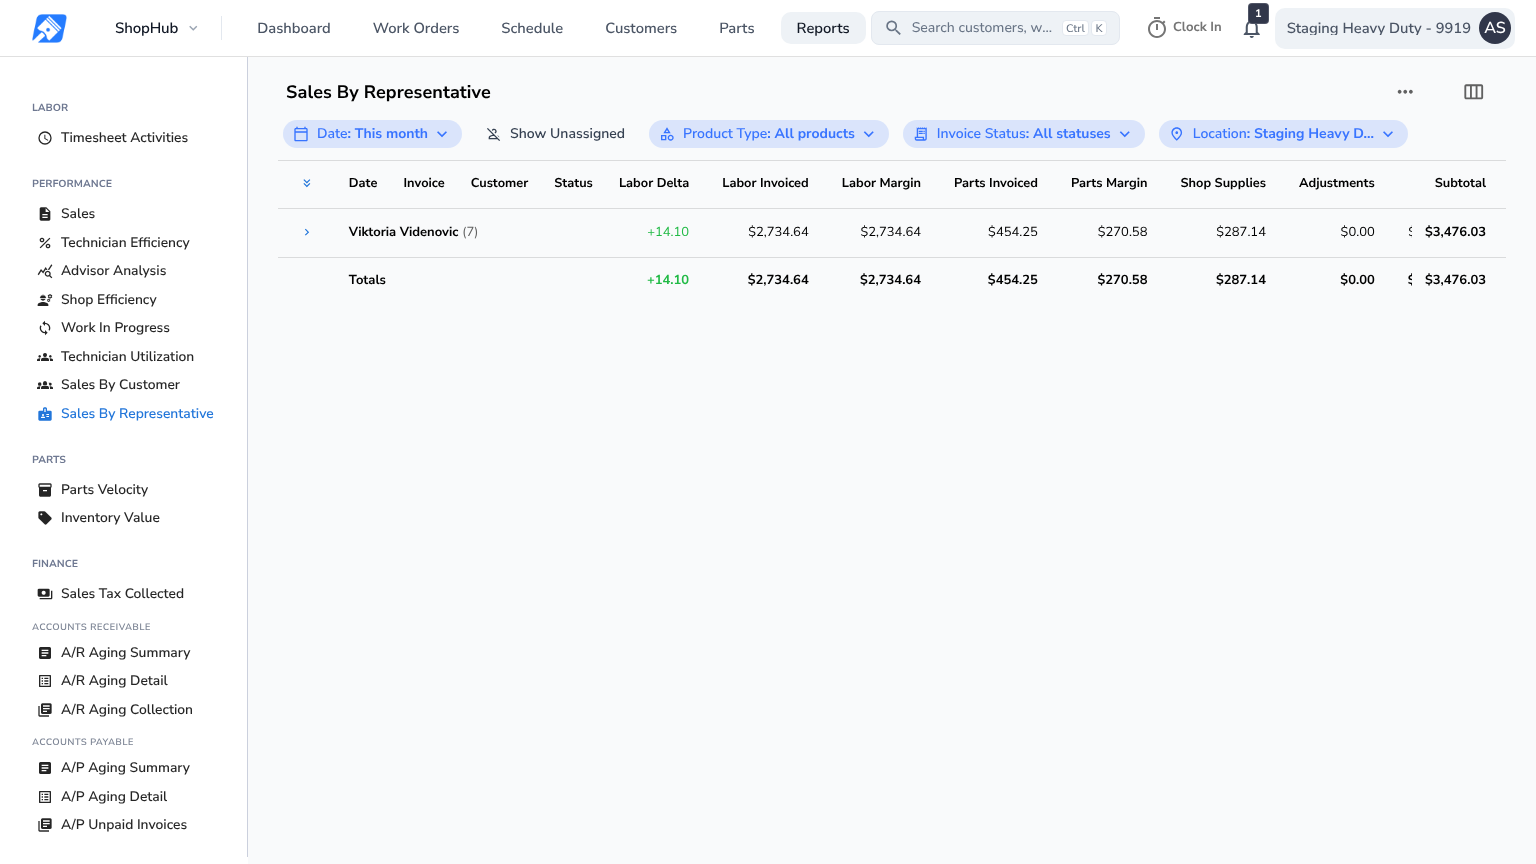 ShopHub
Dashboard
Work Orders
Schedule
Customers
Parts
Reports
Search customers, w...
Ctrl K
Clock In
1
Staging Heavy Duty - 9919
AS
LABOR
Timesheet Activities
PERFORMANCE
Sales
Technician Efficiency
Advisor Analysis
Shop Efficiency
Work In Progress
Technician Utilization
Sales By Customer
Sales By Representative
PARTS
Parts Velocity
Inventory Value
FINANCE
Sales Tax Collected
ACCOUNTS RECEIVABLE
A/R Aging Summary
A/R Aging Detail
A/R Aging Collection
ACCOUNTS PAYABLE
A/P Aging Summary
A/P Aging Detail
A/P Unpaid Invoices
Sales By Representative
Date: This month
Show Unassigned
Product Type: All products
Invoice Status: All statuses
Location: Staging Heavy D...
Date Invoice Customer Status Labor Delta Labor Invoiced Labor Margin Parts Invoiced Parts Margin Shop Supplies Adjustments Subtotal
Viktoria Videnovic (7) +14.10 $2,734.64 $2,734.64 $454.25 $270.58 $287.14 $0.00 $3,476.03
Totals +14.10 $2,734.64 $2,734.64 $454.25 $270.58 $287.14 $0.00 $3,476.03